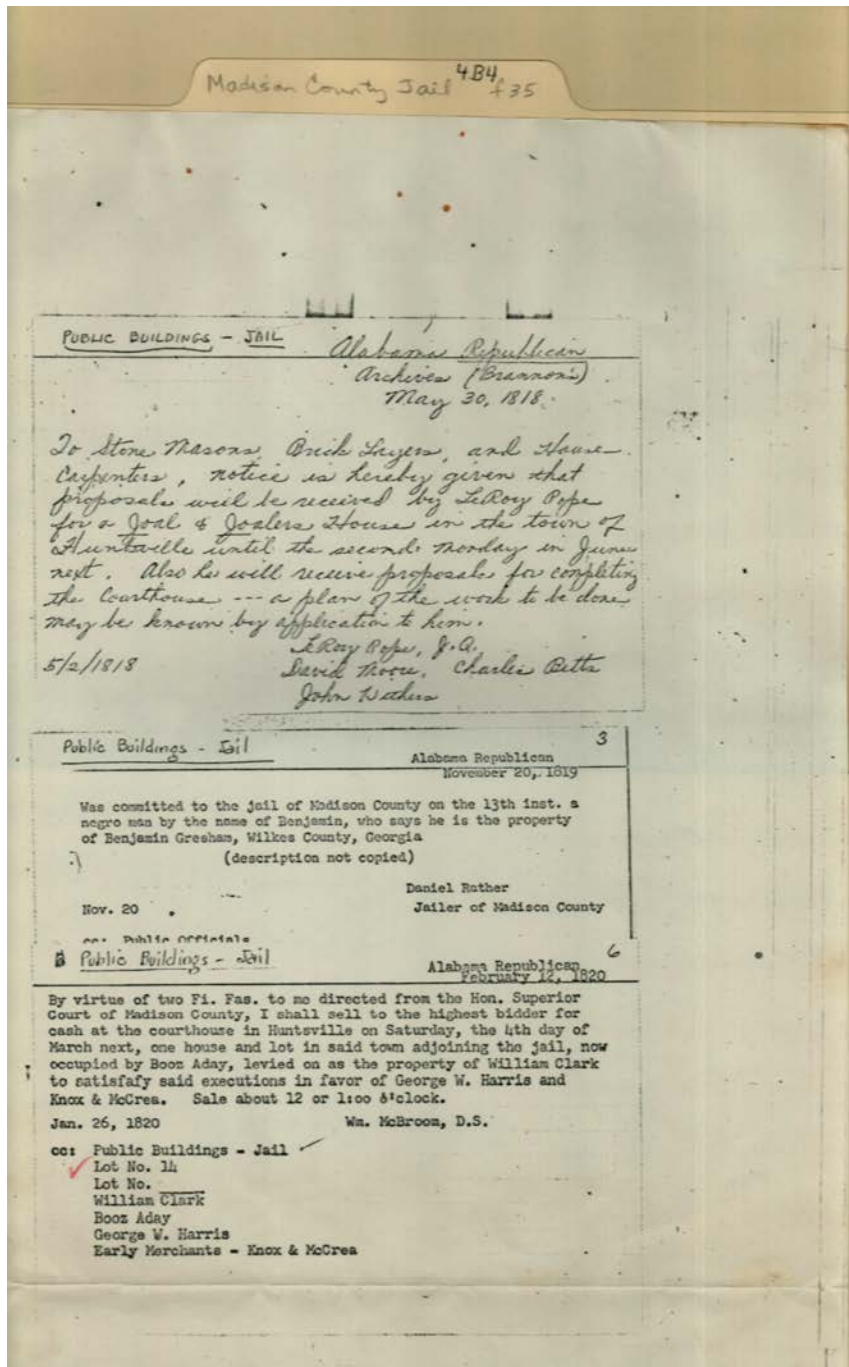 Madison County Jail 4B4 f35
PUBLIC BUILDINGS - JAIL
Alabama Republican
Archives (Brannon's)
May 30, 1818.
To Stone Masons, Brick Layers, and House
Carpenters, notice is hereby given that
proposals will be received by LeRoy Pope
for a Joal & Joalers House in the town of
Huntsville until the second Monday in June
next. Also he will receive proposals for completing
the Courthouse --- a plan of the work to be done
may be known by application to him.
LeRoy Pope, J.Q.
5/2/1818 David Moore, Charles Betts
John Withers
Public Buildings - Jail 3
Alabama Republican
November 20, 1819
Was committed to the jail of Madison County on the 13th inst. a
negro man by the name of Benjamin, who says he is the property
of Benjamin Gresham, Wilkes County, Georgia
(description not copied)
Daniel Rather
Nov. 20 Jailer of Madison County
cc: Public Officials
Public Buildings - Jail 6
Alabama Republican
February 12, 1820
By virtue of two Fi. Fas. to me directed from the Hon. Superior
Court of Madison County, I shall sell to the highest bidder for
cash at the courthouse in Huntsville on Saturday, the 4th day of
March next, one house and lot in said town adjoining the jail, now
occupied by Booz Aday, levied on as the property of William Clark
to satisfafy said executions in favor of George W. Harris and
Knox & McCrea. Sale about 12 or 1:00 o'clock.
Jan. 26, 1820 Wm. McBroom, D.S.
cc: Public Buildings - Jail
Lot No. 14
Lot No.
William Clark
Booz Aday
George W. Harris
Early Merchants - Knox & McCrea